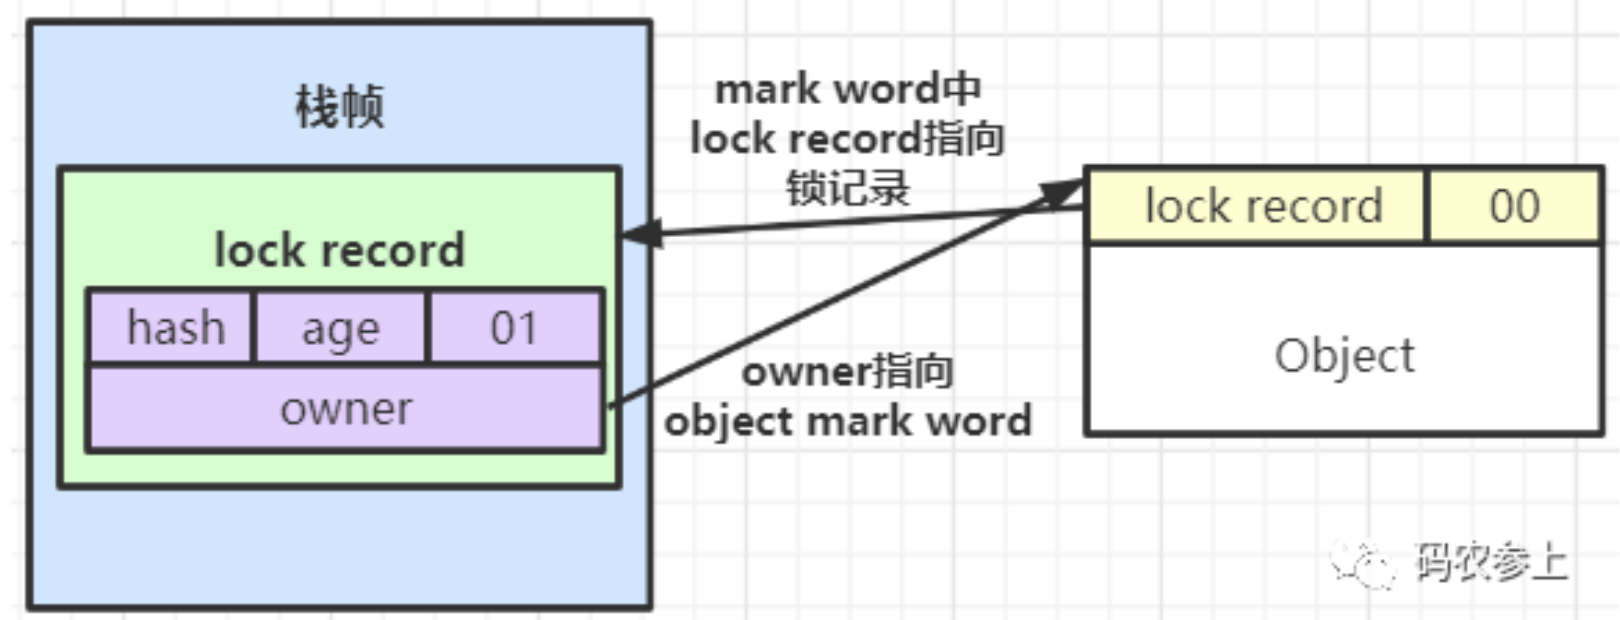 栈帧
lock record
hash age 01
owner
mark word中
lock record指向
锁记录
owner指向
object mark word
lock record 00
Object
码农参上